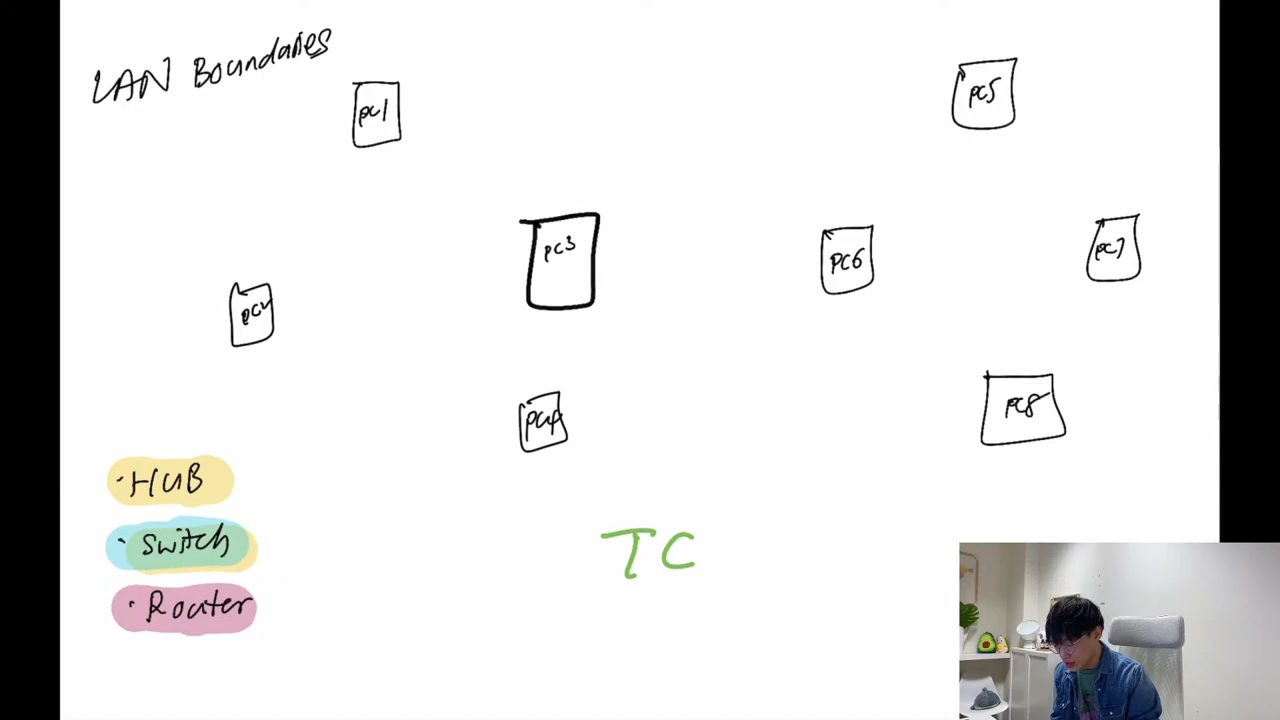 LAN Boundaries
pc1
pc5
pc3
pc6
pc7
pc2
pc4
pc8
· HUB
· Switch
· Router
TC